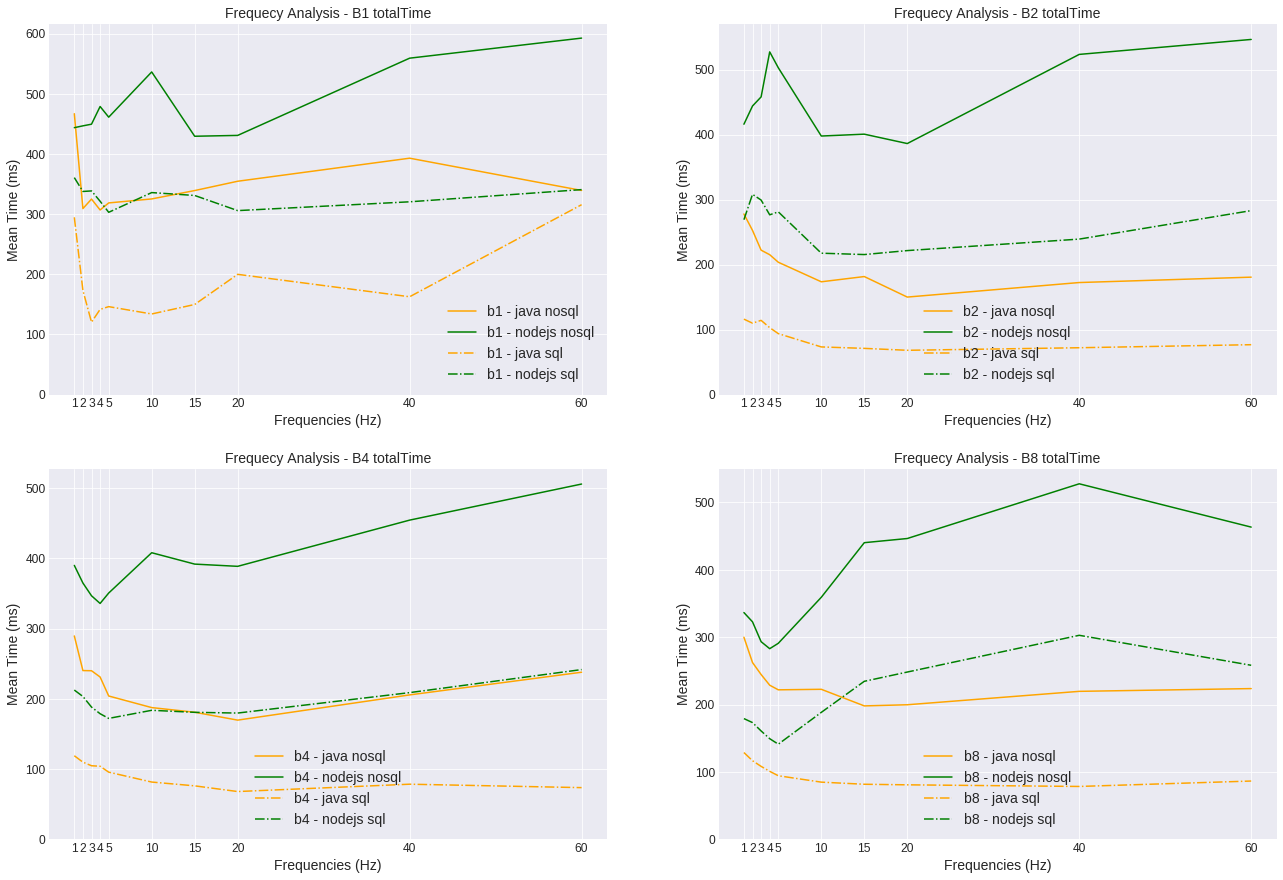 Frequecy Analysis - B1 totalTime
600
500
400
300
200
100
0
Mean Time (ms)
b1 - java nosql
b1 - nodejs nosql
b1 - java sql
b1 - nodejs sql
1 2 3 4 5 10 15 20 40 60
Frequencies (Hz)
Frequecy Analysis - B2 totalTime
500
400
300
200
100
0
Mean Time (ms)
b2 - java nosql
b2 - nodejs nosql
b2 - java sql
b2 - nodejs sql
1 2 3 4 5 10 15 20 40 60
Frequencies (Hz)
Frequecy Analysis - B4 totalTime
500
400
300
200
100
0
Mean Time (ms)
b4 - java nosql
b4 - nodejs nosql
b4 - java sql
b4 - nodejs sql
1 2 3 4 5 10 15 20 40 60
Frequencies (Hz)
Frequecy Analysis - B8 totalTime
500
400
300
200
100
0
Mean Time (ms)
b8 - java nosql
b8 - nodejs nosql
b8 - java sql
b8 - nodejs sql
1 2 3 4 5 10 15 20 40 60
Frequencies (Hz)